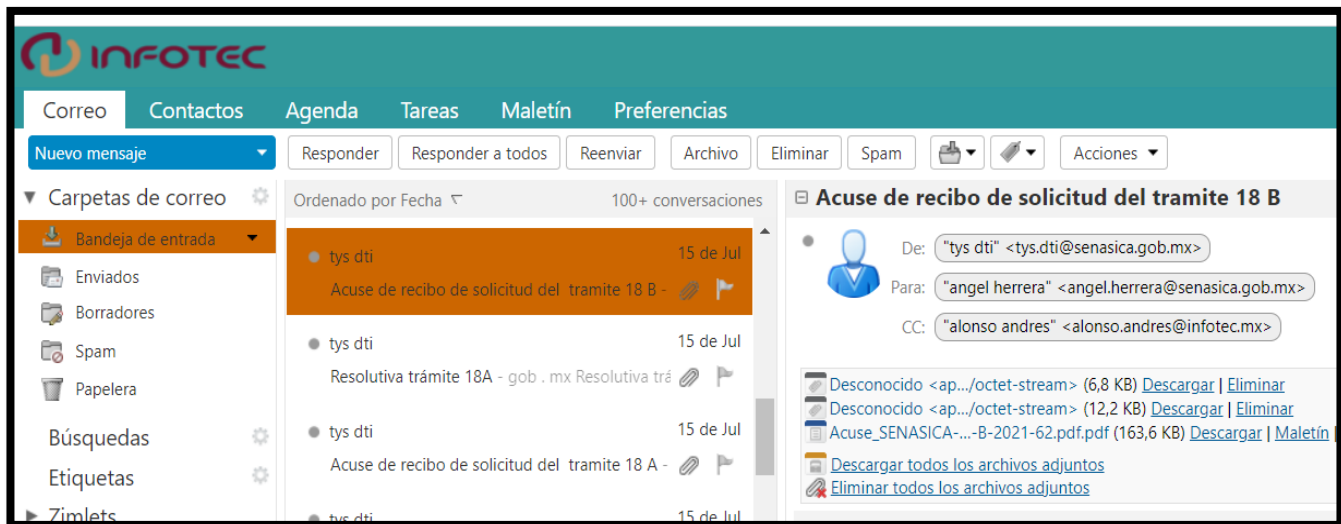 INFOTEC
Correo Contactos Agenda Tareas Maletín Preferencias
Nuevo mensaje Responder Responder a todos Reenviar Archivo Eliminar Spam Acciones
Carpetas de correo
Bandeja de entrada
Enviados
Borradores
Spam
Papelera
Búsquedas
Etiquetas
Zimlets
Ordenado por Fecha 100+ conversaciones
tys dti 15 de Jul
Acuse de recibo de solicitud del tramite 18 B -
tys dti 15 de Jul
Resolutiva trámite 18A - gob . mx Resolutiva trá
tys dti 15 de Jul
Acuse de recibo de solicitud del tramite 18 A -
tys dti 15 de Jul
Acuse de recibo de solicitud del tramite 18 B
De: "tys dti" <tys.dti@senasica.gob.mx>
Para: "angel herrera" <angel.herrera@senasica.gob.mx>
CC: "alonso andres" <alonso.andres@infotec.mx>
Desconocido <ap.../octet-stream> (6,8 KB) Descargar | Eliminar
Desconocido <ap.../octet-stream> (12,2 KB) Descargar | Eliminar
Acuse_SENASICA-...-B-2021-62.pdf.pdf (163,6 KB) Descargar | Maletín |
Descargar todos los archivos adjuntos
Eliminar todos los archivos adjuntos